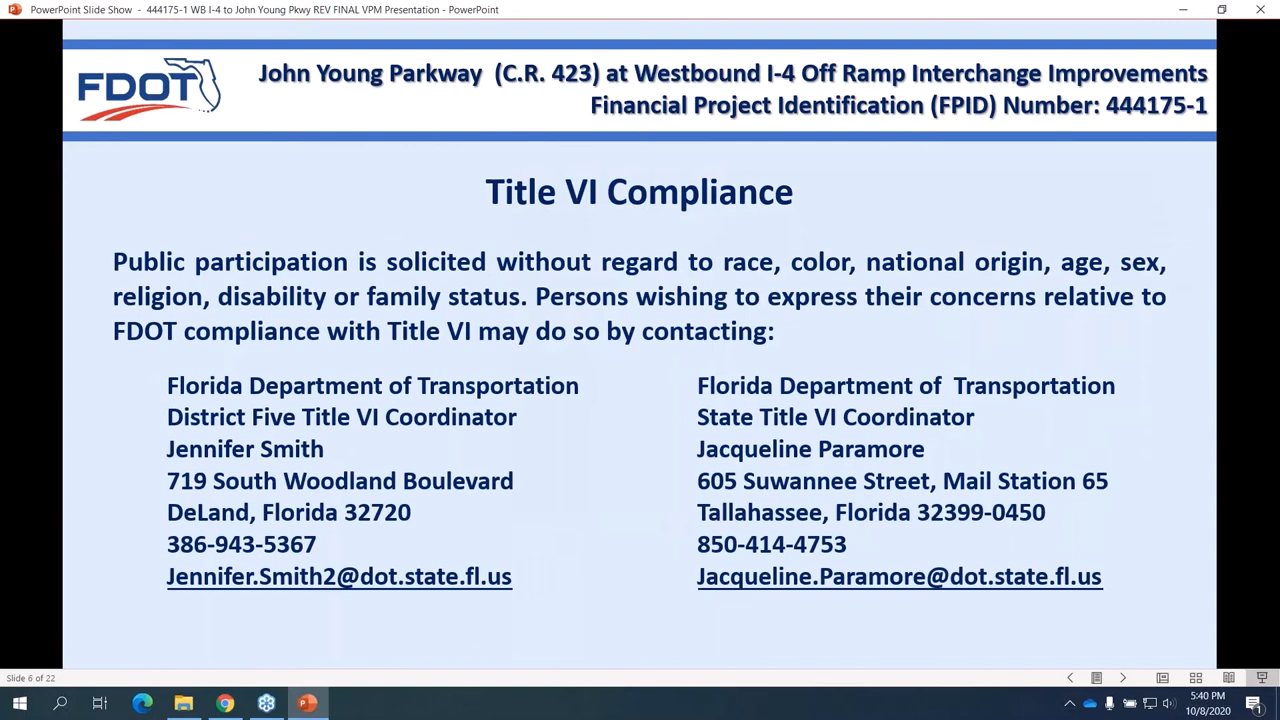 PowerPoint Slide Show - 444175-1 WB I-4 to John Young Pkwy REV FINAL VPM Presentation - PowerPoint
FDOT
John Young Parkway (C.R. 423) at Westbound I-4 Off Ramp Interchange Improvements
Financial Project Identification (FPID) Number: 444175-1
Title VI Compliance
Public participation is solicited without regard to race, color, national origin, age, sex,
religion, disability or family status. Persons wishing to express their concerns relative to
FDOT compliance with Title VI may do so by contacting:
Florida Department of Transportation
District Five Title VI Coordinator
Jennifer Smith
719 South Woodland Boulevard
DeLand, Florida 32720
386-943-5367
Jennifer.Smith2@dot.state.fl.us
Florida Department of Transportation
State Title VI Coordinator
Jacqueline Paramore
605 Suwannee Street, Mail Station 65
Tallahassee, Florida 32399-0450
850-414-4753
Jacqueline.Paramore@dot.state.fl.us
Slide 6 of 22
5:40 PM
10/8/2020
1